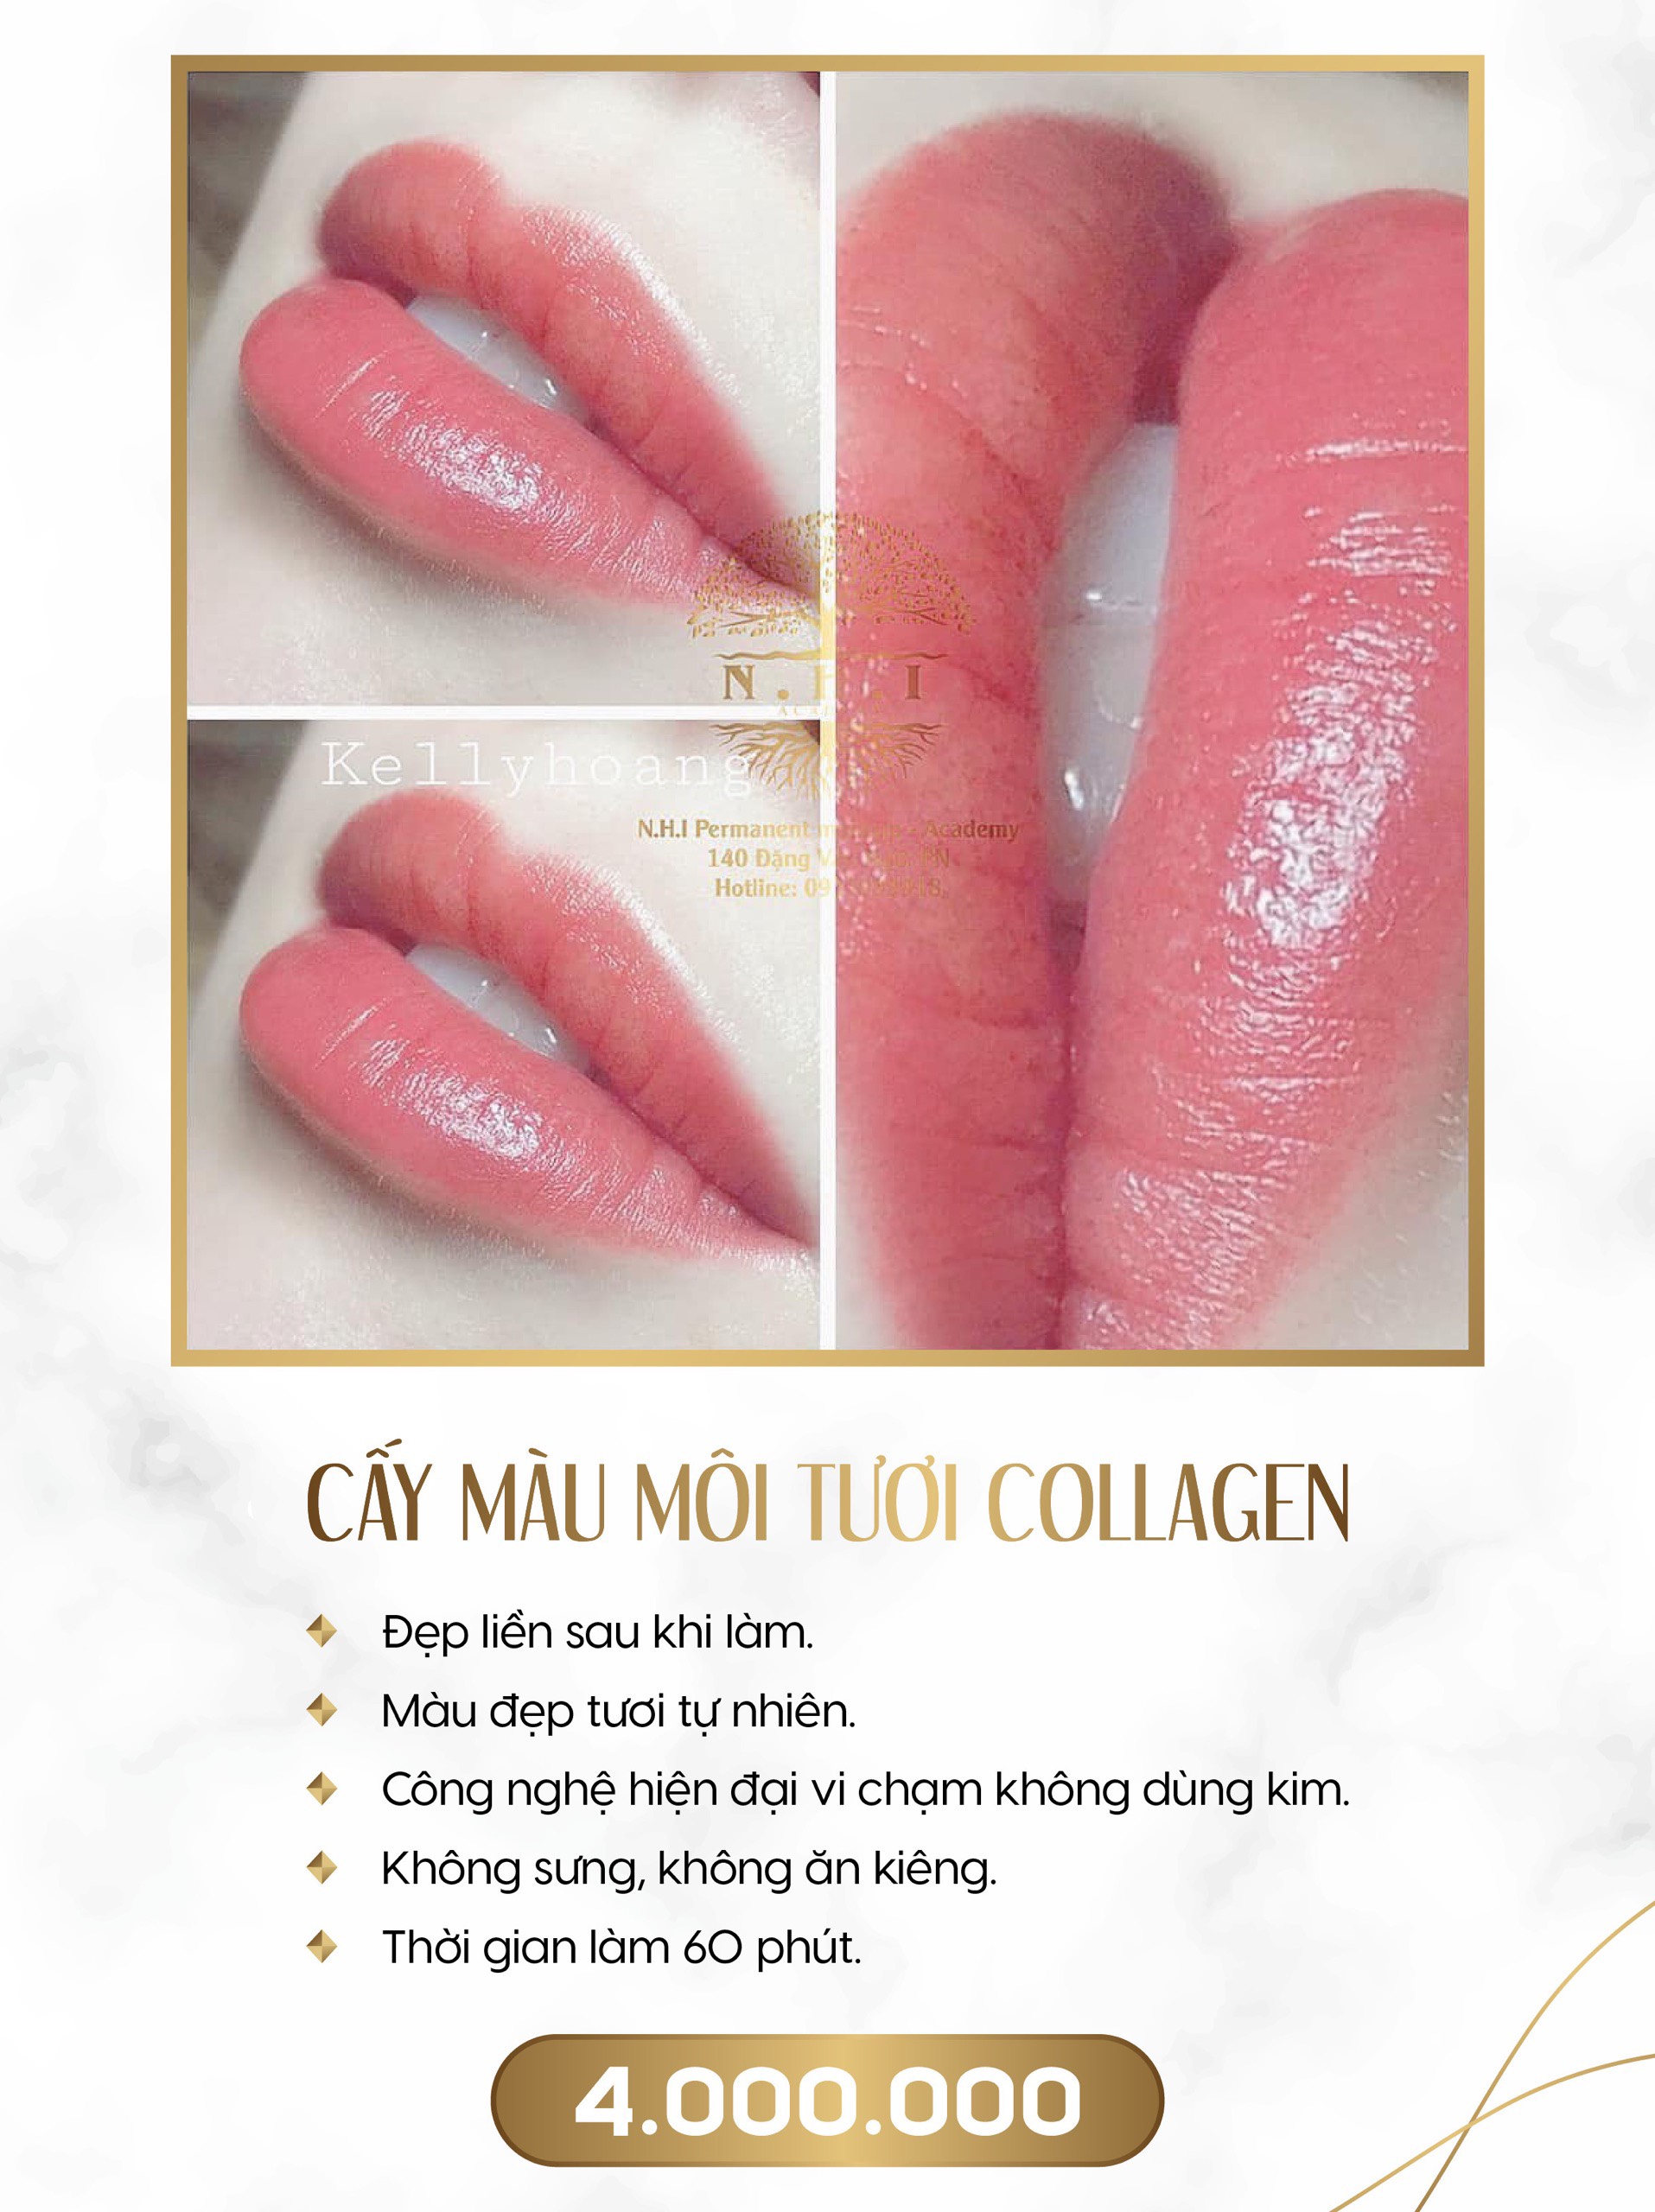 N.H.I
Kellyhoang
N.H.I Permanent Academy
140 Đặng
Hotline:
CẤY MÀU MÔI TƯƠI COLLAGEN
Đẹp liền sau khi làm.
Màu đẹp tươi tự nhiên.
Công nghệ hiện đại vi chạm không dùng kim.
Không sưng, không ăn kiêng.
Thời gian làm 60 phút.
4.000.000